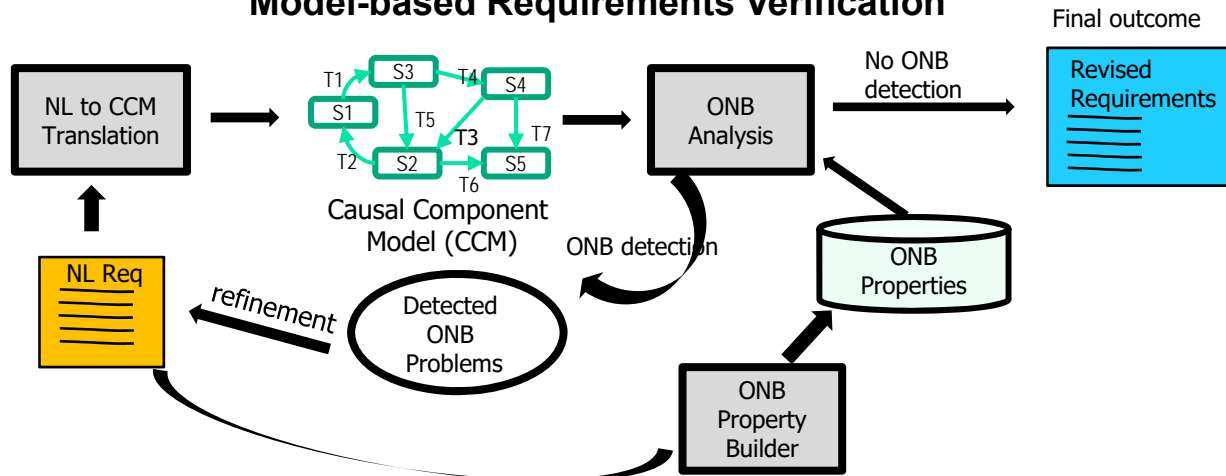 Model-based Requirements Verification
Final outcome
NL to CCM
Translation
T1
S3
T4
S4
S1
T5
T3
T7
T2
S2
T6
S5
ONB
Analysis
No ONB
detection
Revised
Requirements
Causal Component
Model (CCM)
ONB detection
ONB
Properties
NL Req
refinement
Detected
ONB
Problems
ONB
Property
Builder